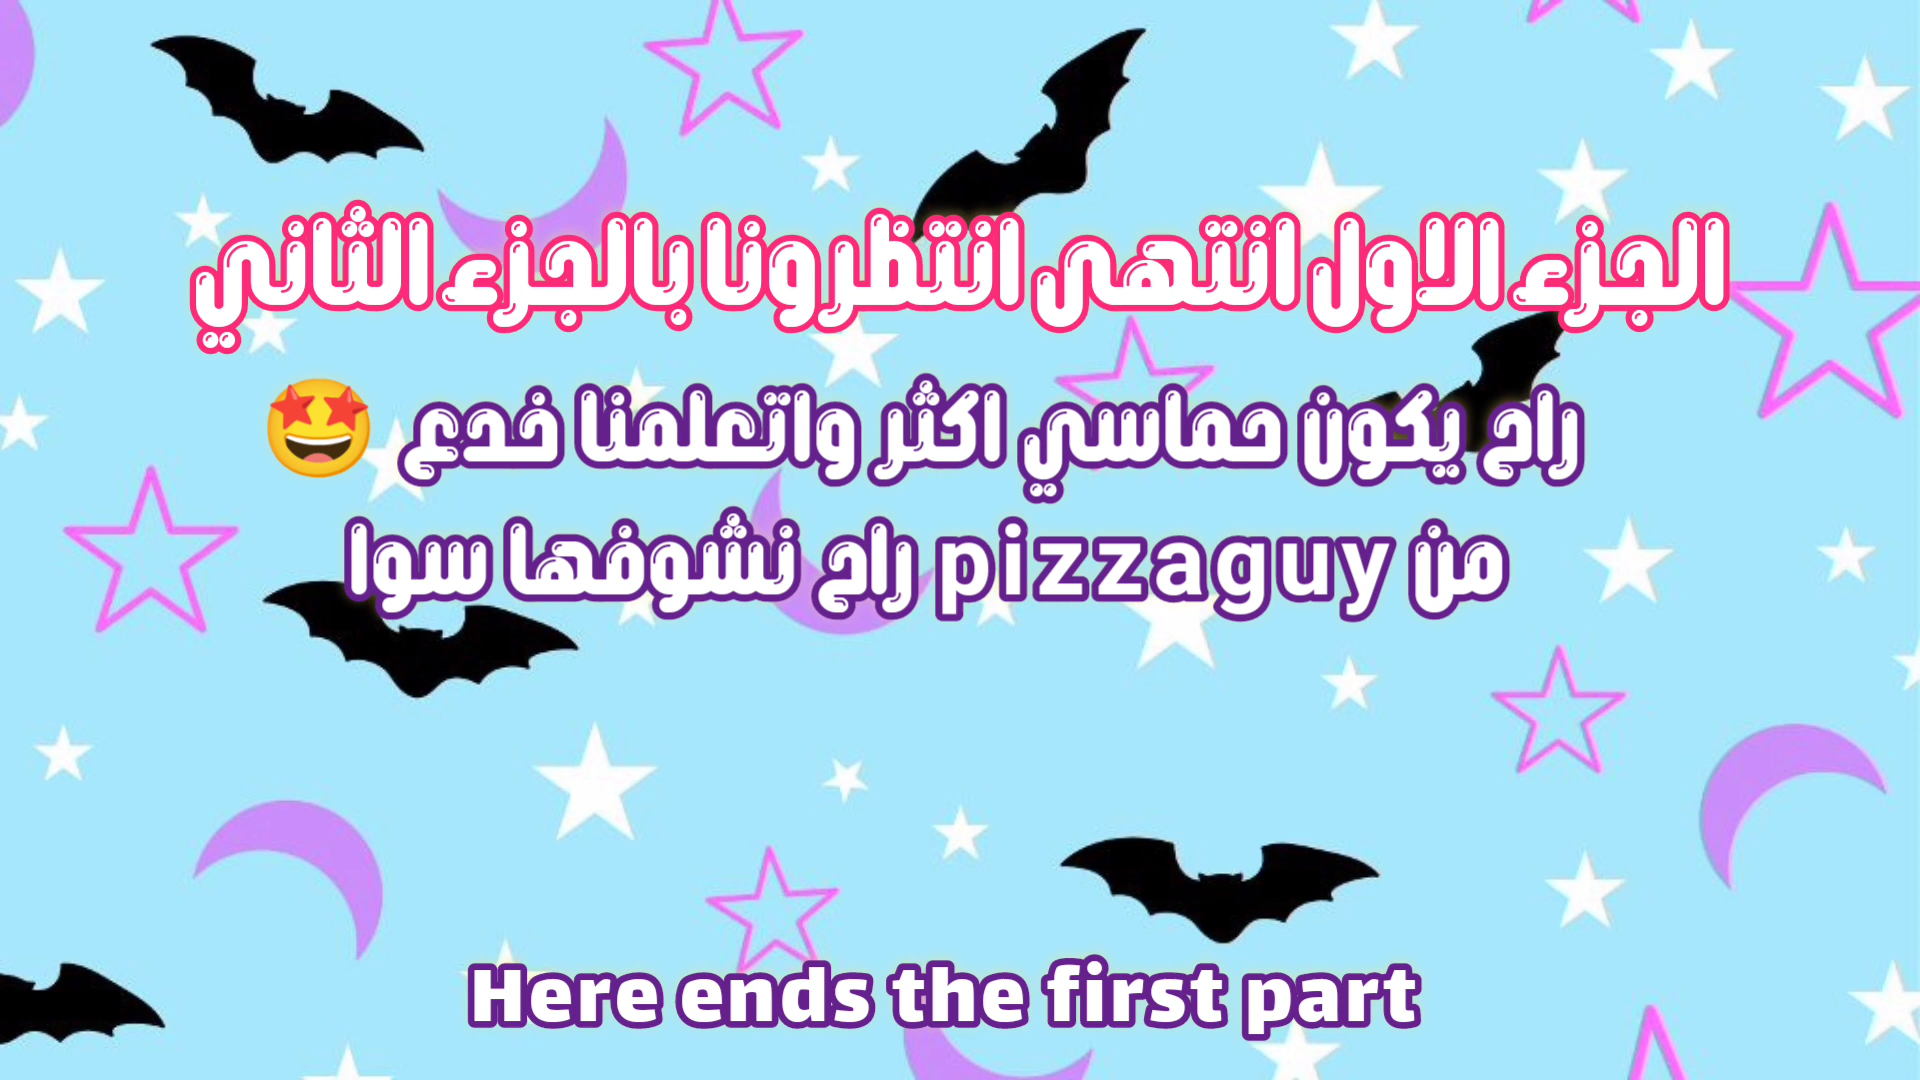 الجزء الاول انتهى انتظرونا بالجزء الثاني
راح يكون حماسي اكثر واتعلمنا خدع 🤩
من pizzaguy راح نشوفها سوا
Here ends the first part